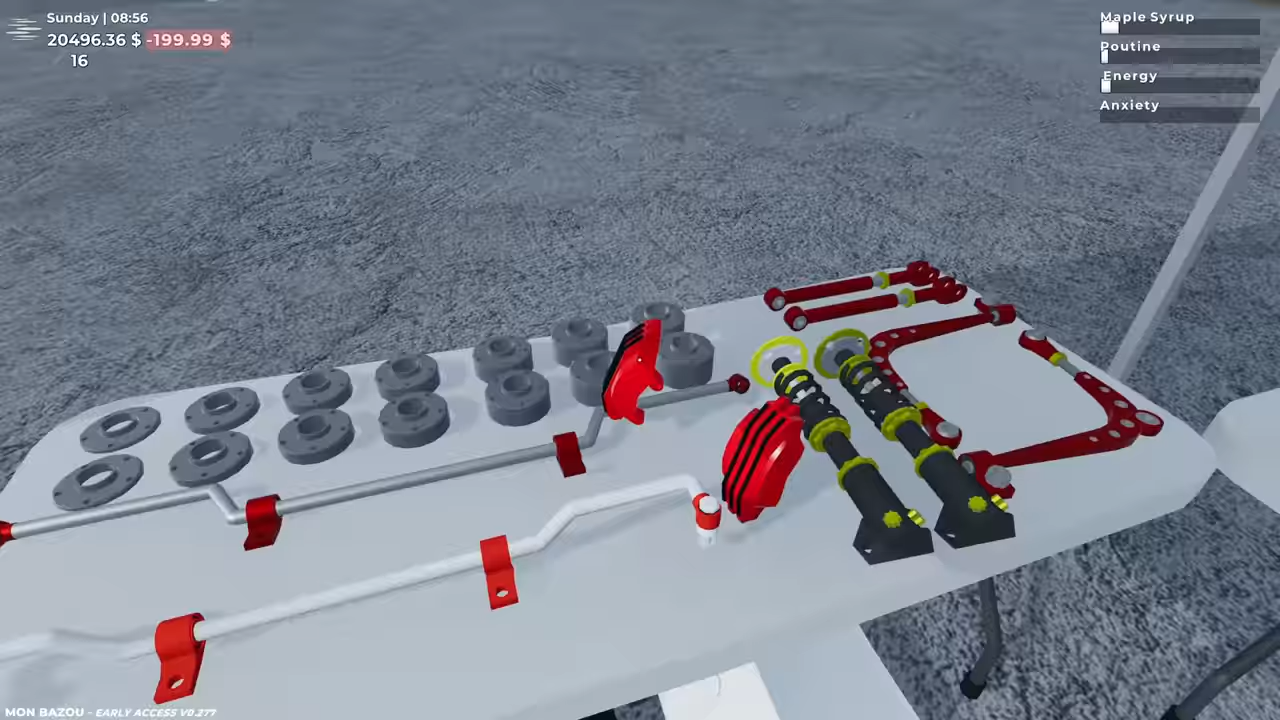 Sunday | 08:56
20496.36 $ -199.99 $
16
Maple Syrup
Poutine
Energy
Anxiety
MON BAZOU - EARLY ACCESS V0.277